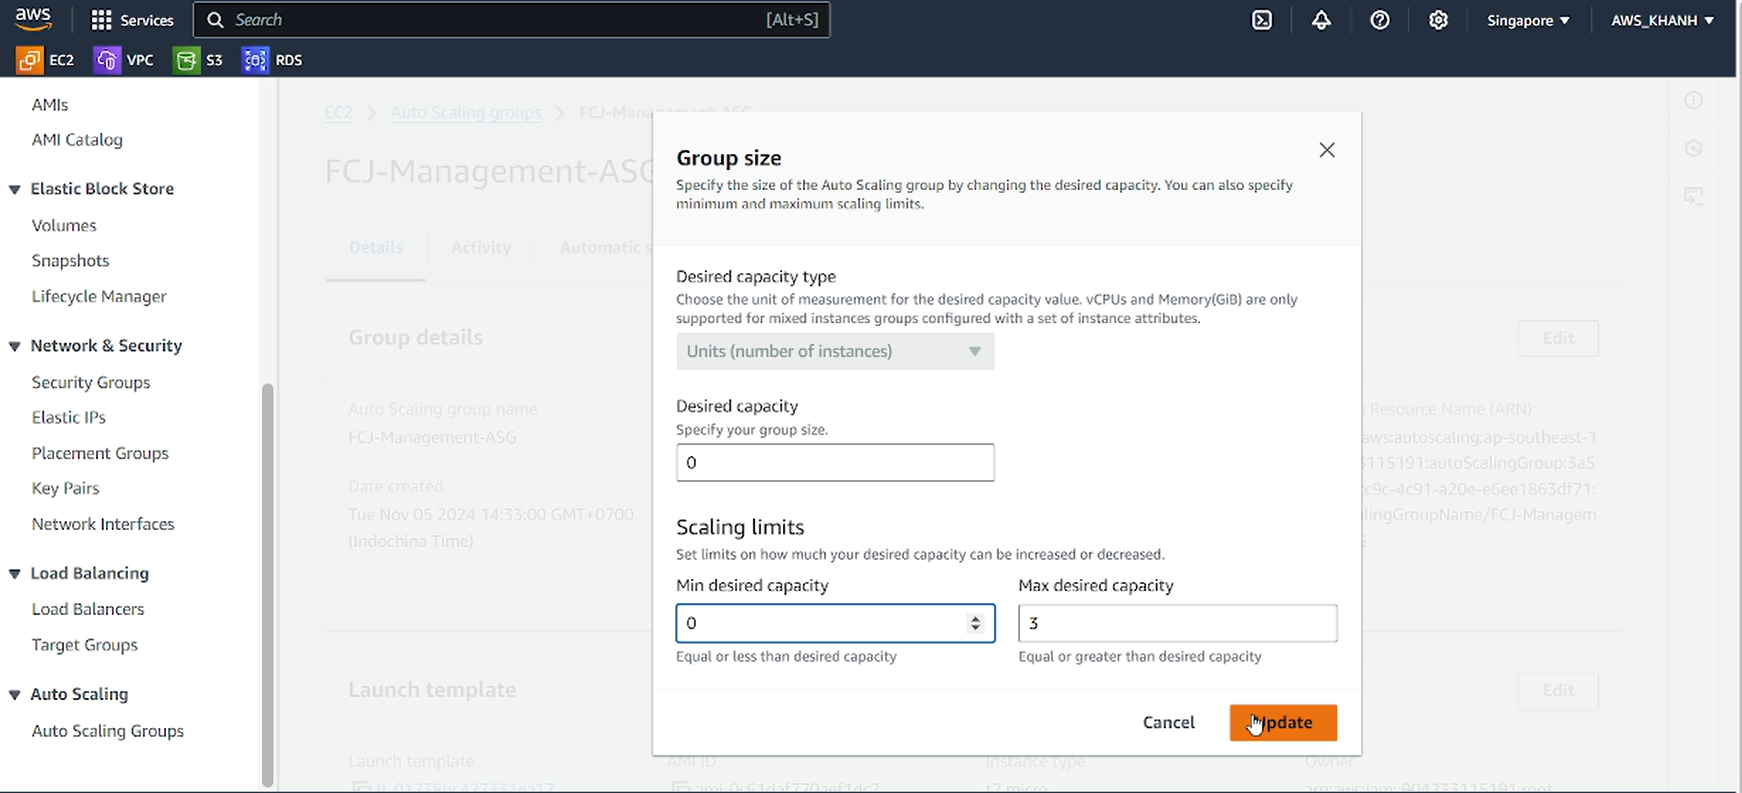 aws
Services
Search
[Alt+S]
Singapore
AWS_KHANH
EC2
VPC
S3
RDS
AMIs
AMI Catalog
Elastic Block Store
Volumes
Snapshots
Lifecycle Manager
Network & Security
Security Groups
Elastic IPs
Placement Groups
Key Pairs
Network Interfaces
Load Balancing
Load Balancers
Target Groups
Auto Scaling
Auto Scaling Groups
EC2
Auto Scaling groups
FCJ-Management-ASG
FCJ-Management-ASG
Details
Activity
Automatic s
Group details
Edit
Auto Scaling group name
FCJ-Management-ASG
Date created
Tue Nov 05 2024 14:33:00 GMT+0700
(Indochina Time)
Resource Name (ARN)
aws:autoscaling:ap-southeast-1
115191:autoScalingGroup:3a5
c9c-4c91-a20e-e6ee1863df71:
lingGroupName/FCJ-Managem
Launch template
Edit
Launch template
AMI ID
Instance type
Owner
t2.micro
Group size
Specify the size of the Auto Scaling group by changing the desired capacity. You can also specify
minimum and maximum scaling limits.
Desired capacity type
Choose the unit of measurement for the desired capacity value. vCPUs and Memory(GiB) are only
supported for mixed instances groups configured with a set of instance attributes.
Units (number of instances)
Desired capacity
Specify your group size.
0
Scaling limits
Set limits on how much your desired capacity can be increased or decreased.
Min desired capacity
0
Equal or less than desired capacity
Max desired capacity
3
Equal or greater than desired capacity
Cancel
Update